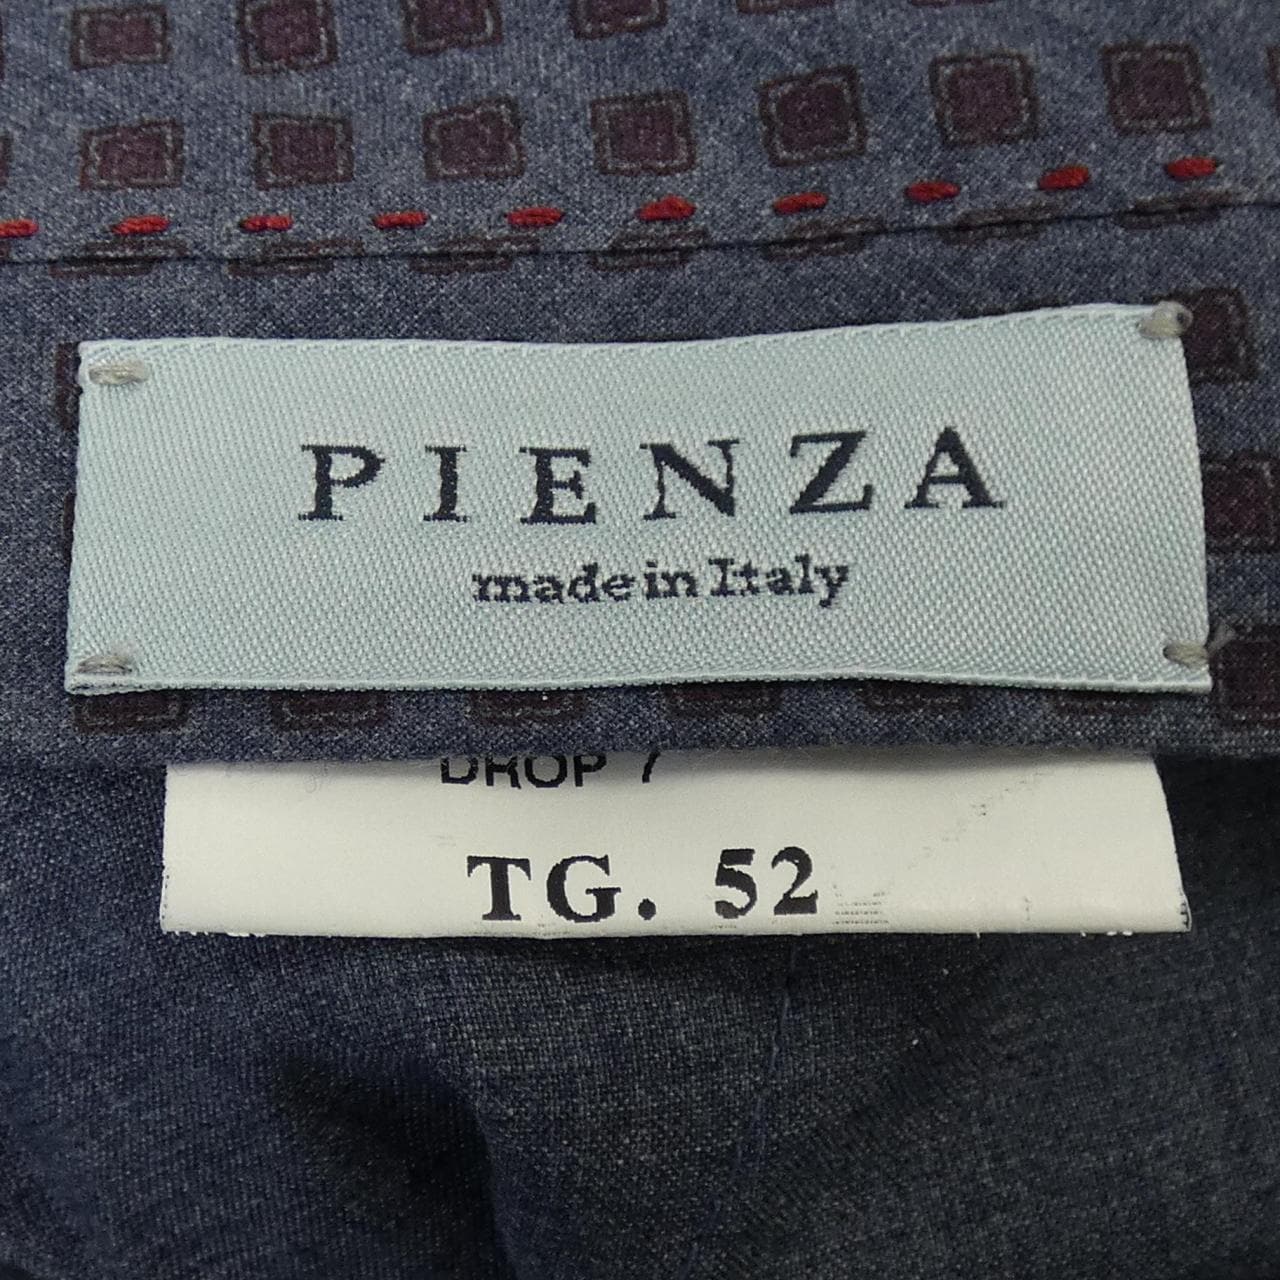 PIENZA
made in Italy
DROP 7
TG. 52